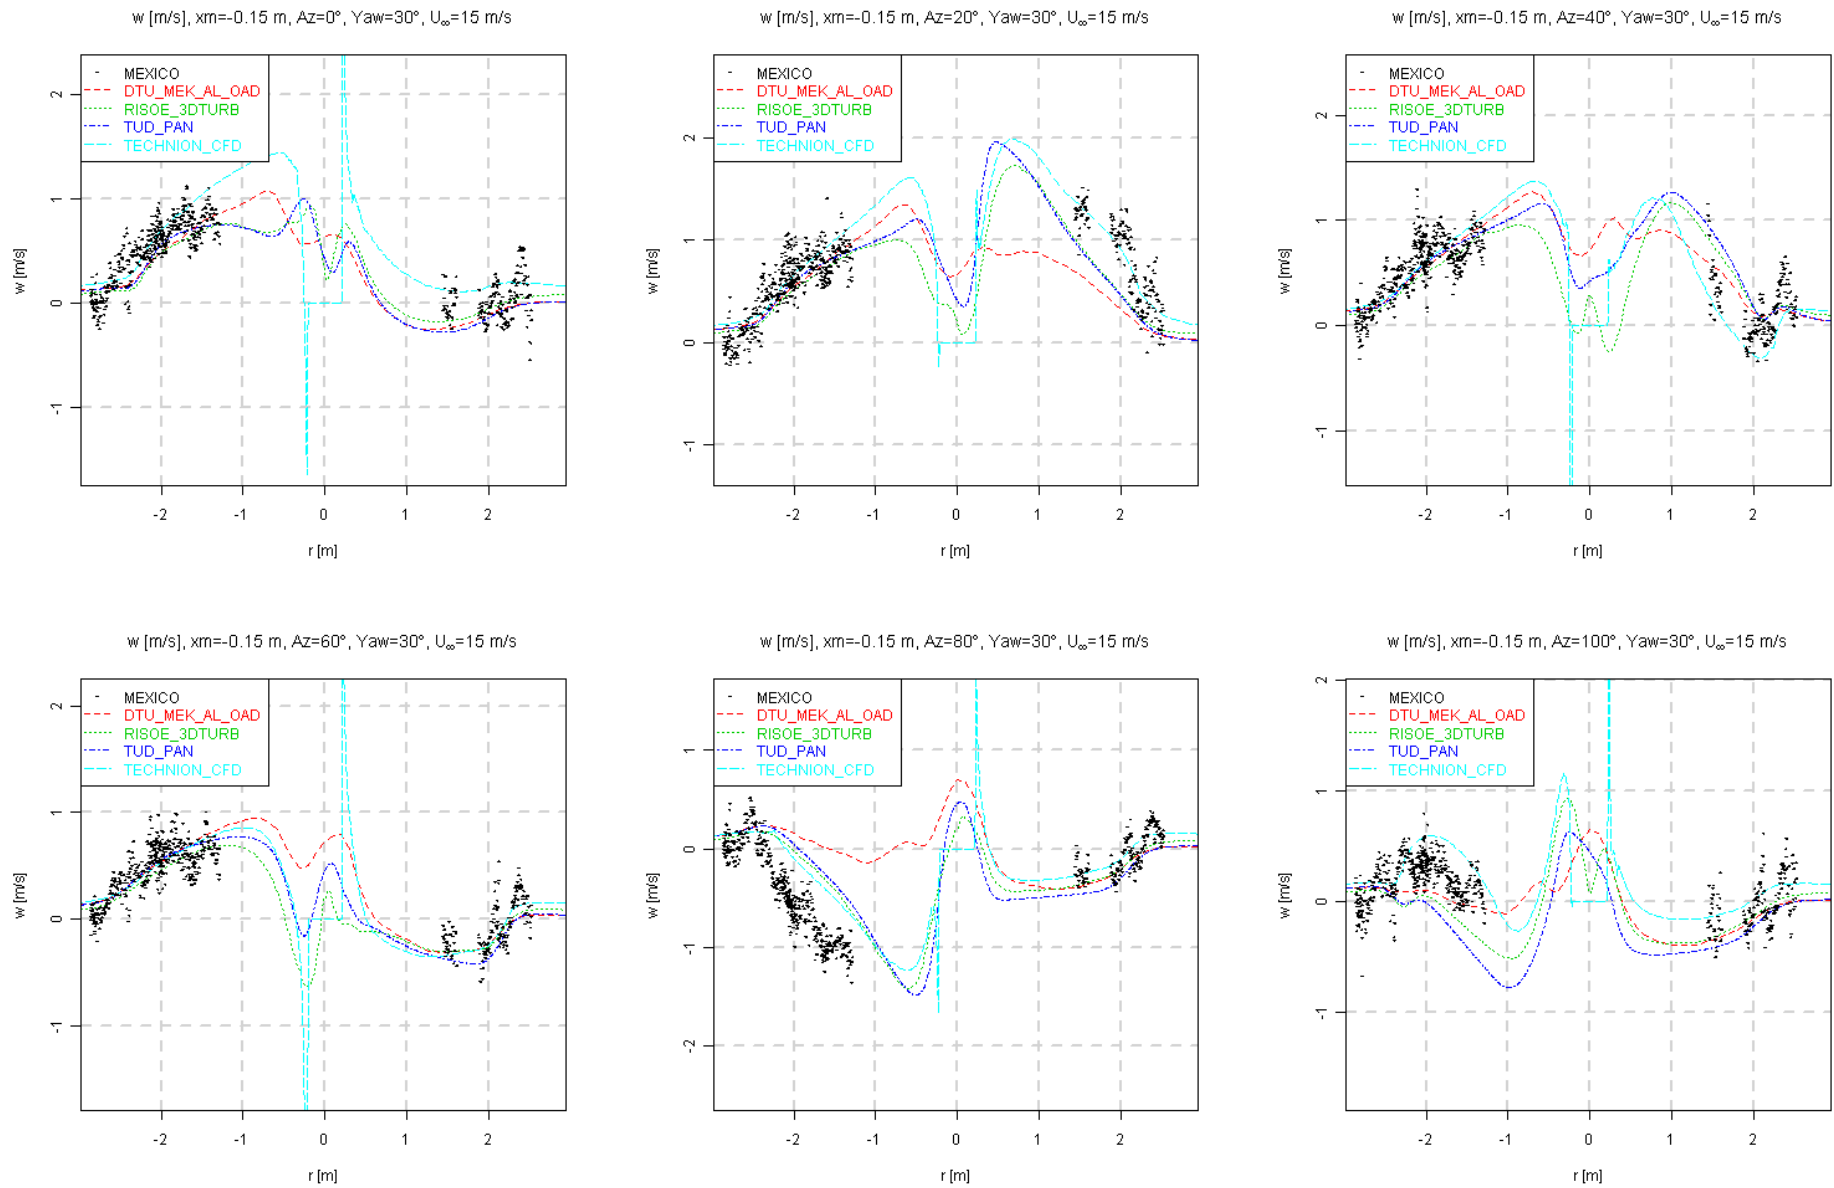 w [m/s], xm=-0.15 m, Az=0°, Yaw=30°, U∞=15 m/s
MEXICO
DTU_MEK_AL_OAD
RISOE_3DTURB
TUD_PAN
TECHNION_CFD
2
1
0
-1
w [m/s]
-2 -1 0 1 2
r [m]
w [m/s], xm=-0.15 m, Az=20°, Yaw=30°, U∞=15 m/s
MEXICO
DTU_MEK_AL_OAD
RISOE_3DTURB
TUD_PAN
TECHNION_CFD
2
1
0
-1
w [m/s]
-2 -1 0 1 2
r [m]
w [m/s], xm=-0.15 m, Az=40°, Yaw=30°, U∞=15 m/s
MEXICO
DTU_MEK_AL_OAD
RISOE_3DTURB
TUD_PAN
TECHNION_CFD
2
1
0
-1
w [m/s]
-2 -1 0 1 2
r [m]
w [m/s], xm=-0.15 m, Az=60°, Yaw=30°, U∞=15 m/s
MEXICO
DTU_MEK_AL_OAD
RISOE_3DTURB
TUD_PAN
TECHNION_CFD
2
1
0
-1
w [m/s]
-2 -1 0 1 2
r [m]
w [m/s], xm=-0.15 m, Az=80°, Yaw=30°, U∞=15 m/s
MEXICO
DTU_MEK_AL_OAD
RISOE_3DTURB
TUD_PAN
TECHNION_CFD
1
0
-1
-2
w [m/s]
-2 -1 0 1 2
r [m]
w [m/s], xm=-0.15 m, Az=100°, Yaw=30°, U∞=15 m/s
MEXICO
DTU_MEK_AL_OAD
RISOE_3DTURB
TUD_PAN
TECHNION_CFD
2
1
0
-1
w [m/s]
-2 -1 0 1 2
r [m]